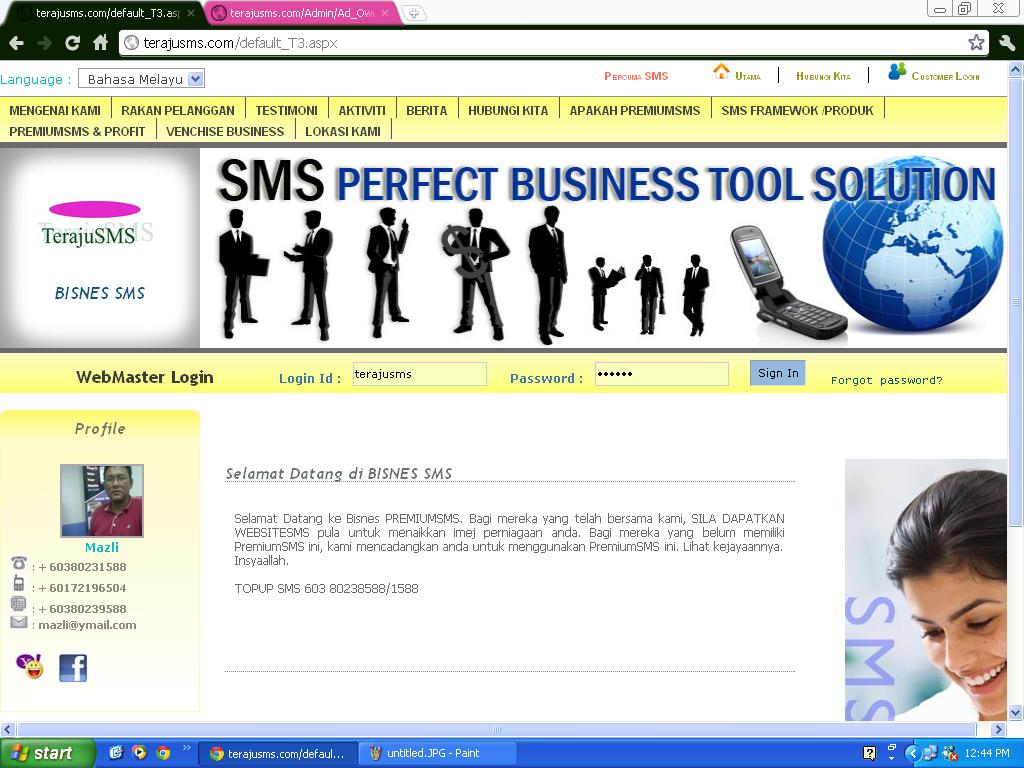 terajusms.com/default_T3.asp
terajusms.com/Admin/Ad_Ow
terajusms.com/default_T3.aspx
Language : Bahasa Melayu
Percuma SMS Utama Hubungi Kita Customer Login
MENGENAI KAMI RAKAN PELANGGAN TESTIMONI AKTIVITI BERITA HUBUNGI KITA APAKAH PREMIUMSMS SMS FRAMEWOK /PRODUK
PREMIUMSMS & PROFIT VENCHISE BUSINESS LOKASI KAMI
SMS PERFECT BUSINESS TOOL SOLUTION
TerajuSMS
BISNES SMS
WebMaster Login Login Id : terajusms Password : •••••• Sign In Forgot password?
Profile
Mazli
: + 60380231588
: + 60172196504
: + 60380239588
: mazli@ymail.com
Selamat Datang di BISNES SMS
Selamat Datang ke Bisnes PREMIUMSMS. Bagi mereka yang telah bersama kami, SILA DAPATKAN
WEBSITESMS pula untuk menaikkan imej perniagaan anda. Bagi mereka yang belum memiliki
PremiumSMS ini, kami mencadangkan anda untuk menggunakan PremiumSMS ini. Lihat kejayaannya.
Insyaallah.
TOPUP SMS 603 80238588/1588
SMS
start
terajusms.com/defaul...
untitled.JPG - Paint
12:44 PM